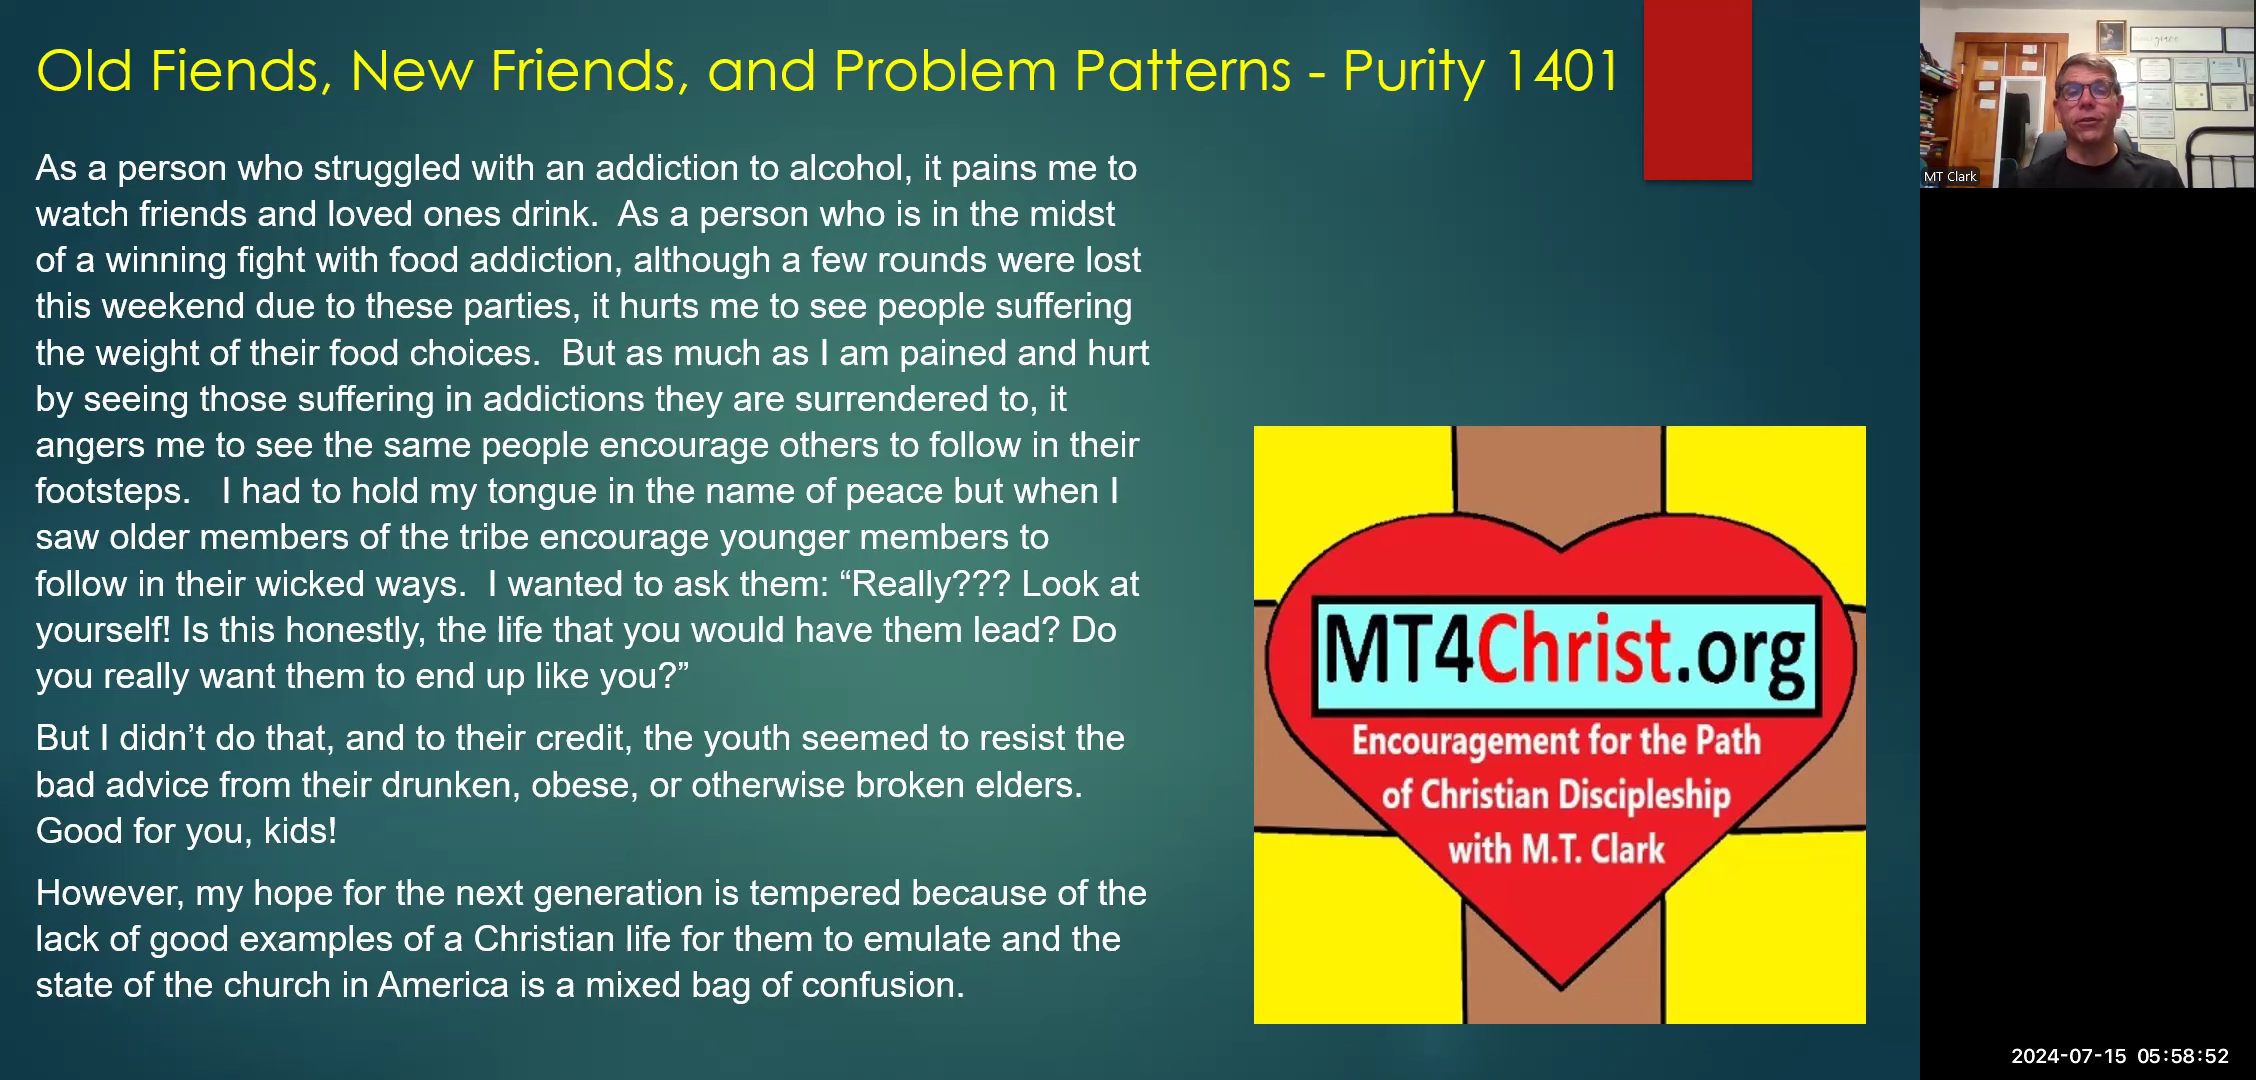 Old Fiends, New Friends, and Problem Patterns - Purity 1401
As a person who struggled with an addiction to alcohol, it pains me to
watch friends and loved ones drink.  As a person who is in the midst
of a winning fight with food addiction, although a few rounds were lost
this weekend due to these parties, it hurts me to see people suffering
the weight of their food choices.  But as much as I am pained and hurt
by seeing those suffering in addictions they are surrendered to, it
angers me to see the same people encourage others to follow in their
footsteps.   I had to hold my tongue in the name of peace but when I
saw older members of the tribe encourage younger members to
follow in their wicked ways.  I wanted to ask them: “Really??? Look at
yourself! Is this honestly, the life that you would have them lead? Do
you really want them to end up like you?”
But I didn’t do that, and to their credit, the youth seemed to resist the
bad advice from their drunken, obese, or otherwise broken elders.
Good for you, kids!
However, my hope for the next generation is tempered because of the
lack of good examples of a Christian life for them to emulate and the
state of the church in America is a mixed bag of confusion.
MT4Christ.org
Encouragement for the Path
of Christian Discipleship
with M.T. Clark
MT Clark
2024-07-15 05:58:52